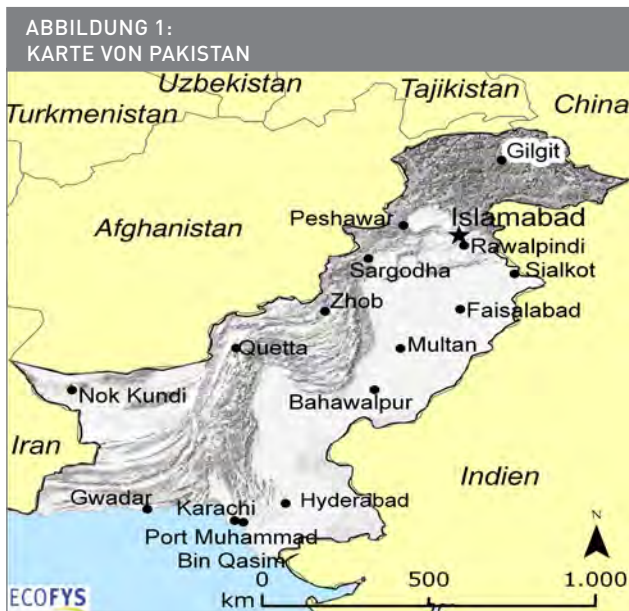 ABBILDUNG 1:
KARTE VON PAKISTAN
Uzbekistan
Tajikistan
Turkmenistan
China
Gilgit
Peshawar
Islamabad
Afghanistan
Rawalpindi
Sargodha
Sialkot
Zhob
Faisalabad
Quetta
Multan
Nok Kundi
Bahawalpur
Iran
Indien
Gwadar
Karachi
Hyderabad
Port Muhammad
Bin Qasim
N
0 500 1.000
km
ECOFYS